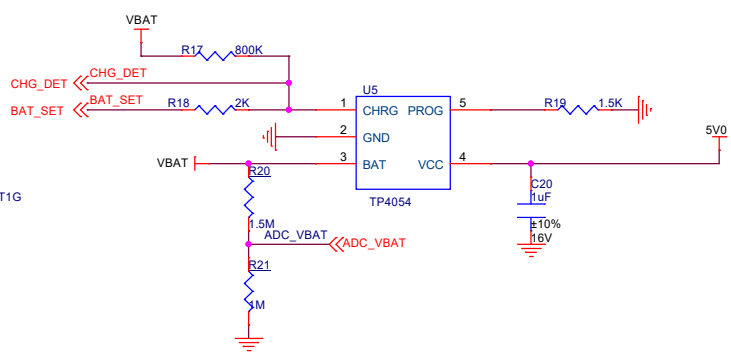 VBAT
R17 800K
CHG_DET CHG_DET
BAT_SET BAT_SET R18 2K
U5
1 CHRG PROG 5 R19 1.5K
2 GND
VBAT 3 BAT VCC 4 5V0
TP4054
R20
1.5M
ADC_VBAT ADC_VBAT
R21
1M
C20
1uF
±10%
16V
T1G